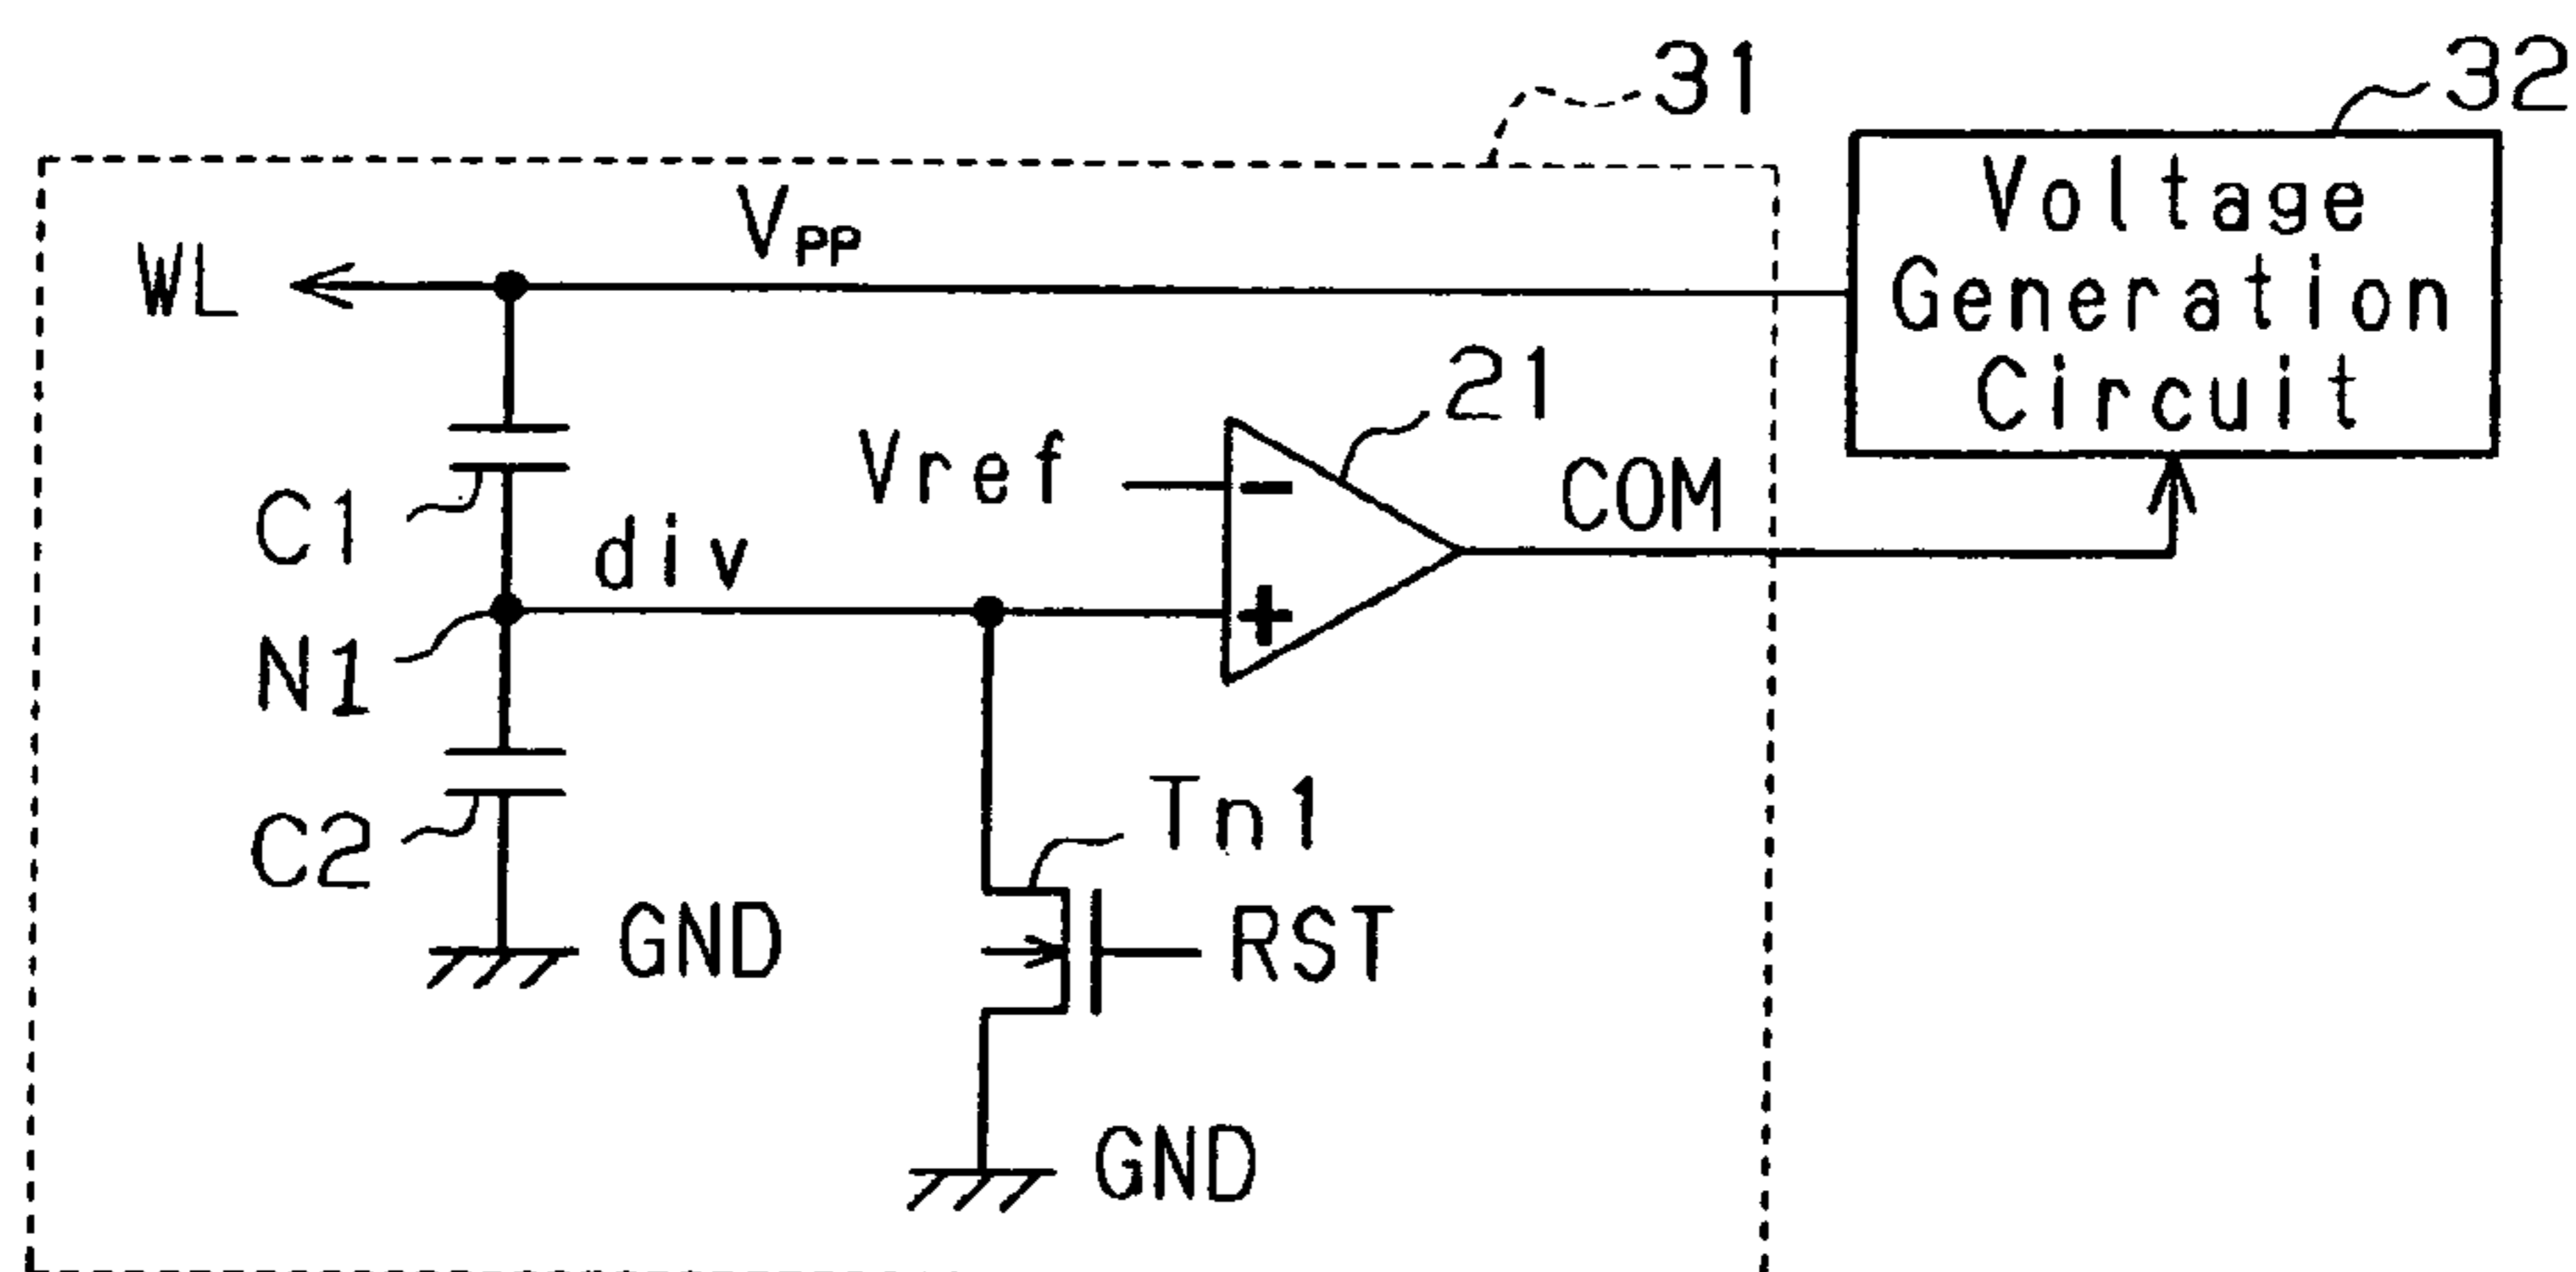 31
32
Voltage
Generation
Circuit
VPP
WL
21
Vref
-
COM
C1
div
+
N1
Tn1
C2
GND
RST
GND